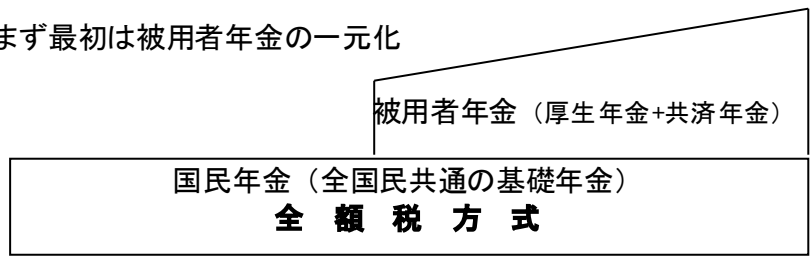 まず最初は被用者年金の一元化
被用者年金（厚生年金+共済年金）
国民年金（全国民共通の基礎年金）
全 額 税 方 式